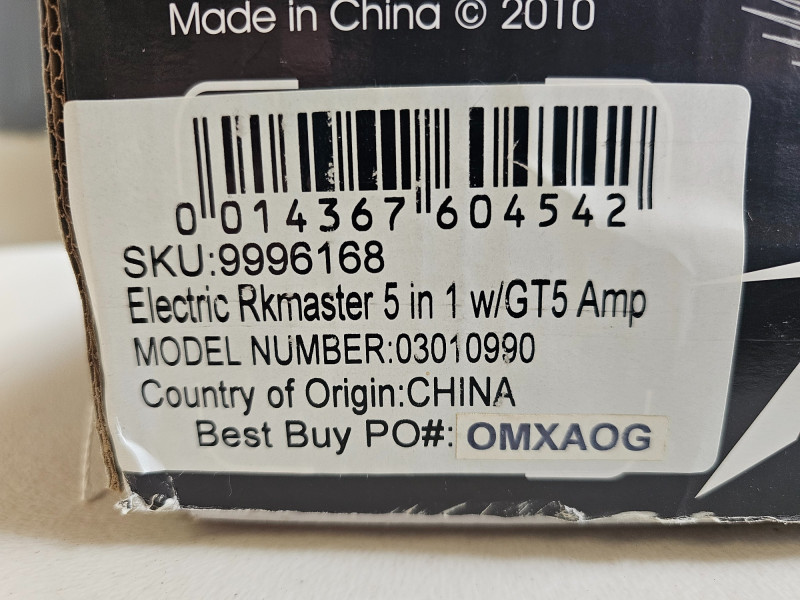 Made in China © 2010
0 014367 604542
SKU:9996168
Electric Rkmaster 5 in 1 w/GT5 Amp
MODEL NUMBER:03010990
Country of Origin:CHINA
Best Buy PO#: OMXAOG